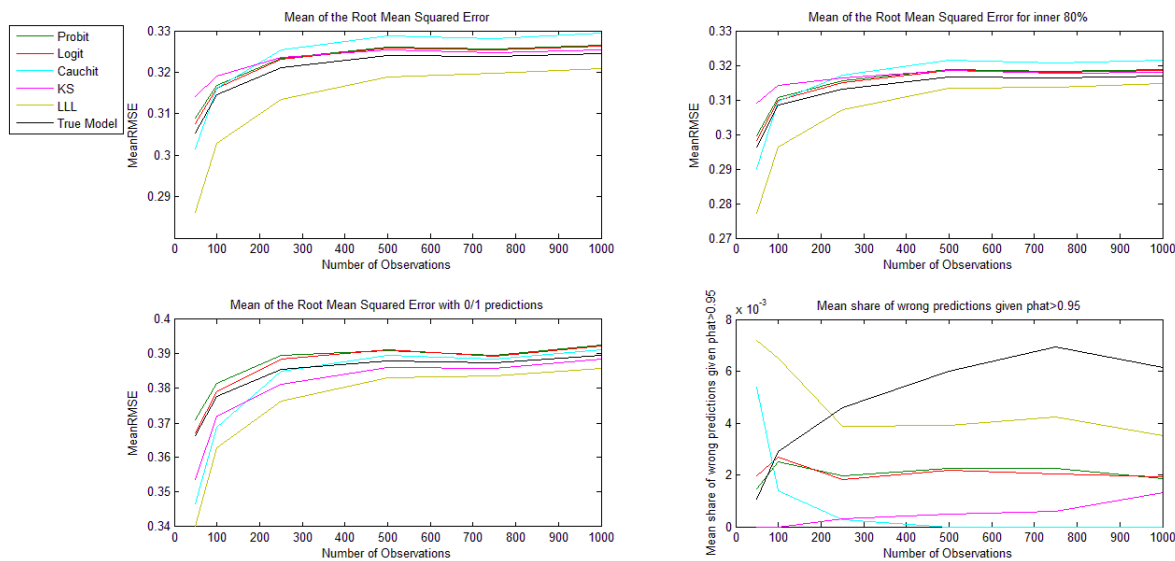 Probit
Logit
Cauchit
KS
LLL
True Model
Mean of the Root Mean Squared Error
0.33
0.32
0.31
0.3
0.29
MeanRMSE
0 100 200 300 400 500 600 700 800 900 1000
Number of Observations
Mean of the Root Mean Squared Error for inner 80%
0.33
0.32
0.31
0.3
0.29
0.28
0.27
MeanRMSE
0 100 200 300 400 500 600 700 800 900 1000
Number of Observations
Mean of the Root Mean Squared Error with 0/1 predictions
0.4
0.39
0.38
0.37
0.36
0.35
0.34
MeanRMSE
0 100 200 300 400 500 600 700 800 900 1000
Number of Observations
Mean share of wrong predictions given phat>0.95
x 10^-3
8
6
4
2
0
Mean share of wrong predictions given phat>0.95
0 100 200 300 400 500 600 700 800 900 1000
Number of Observations